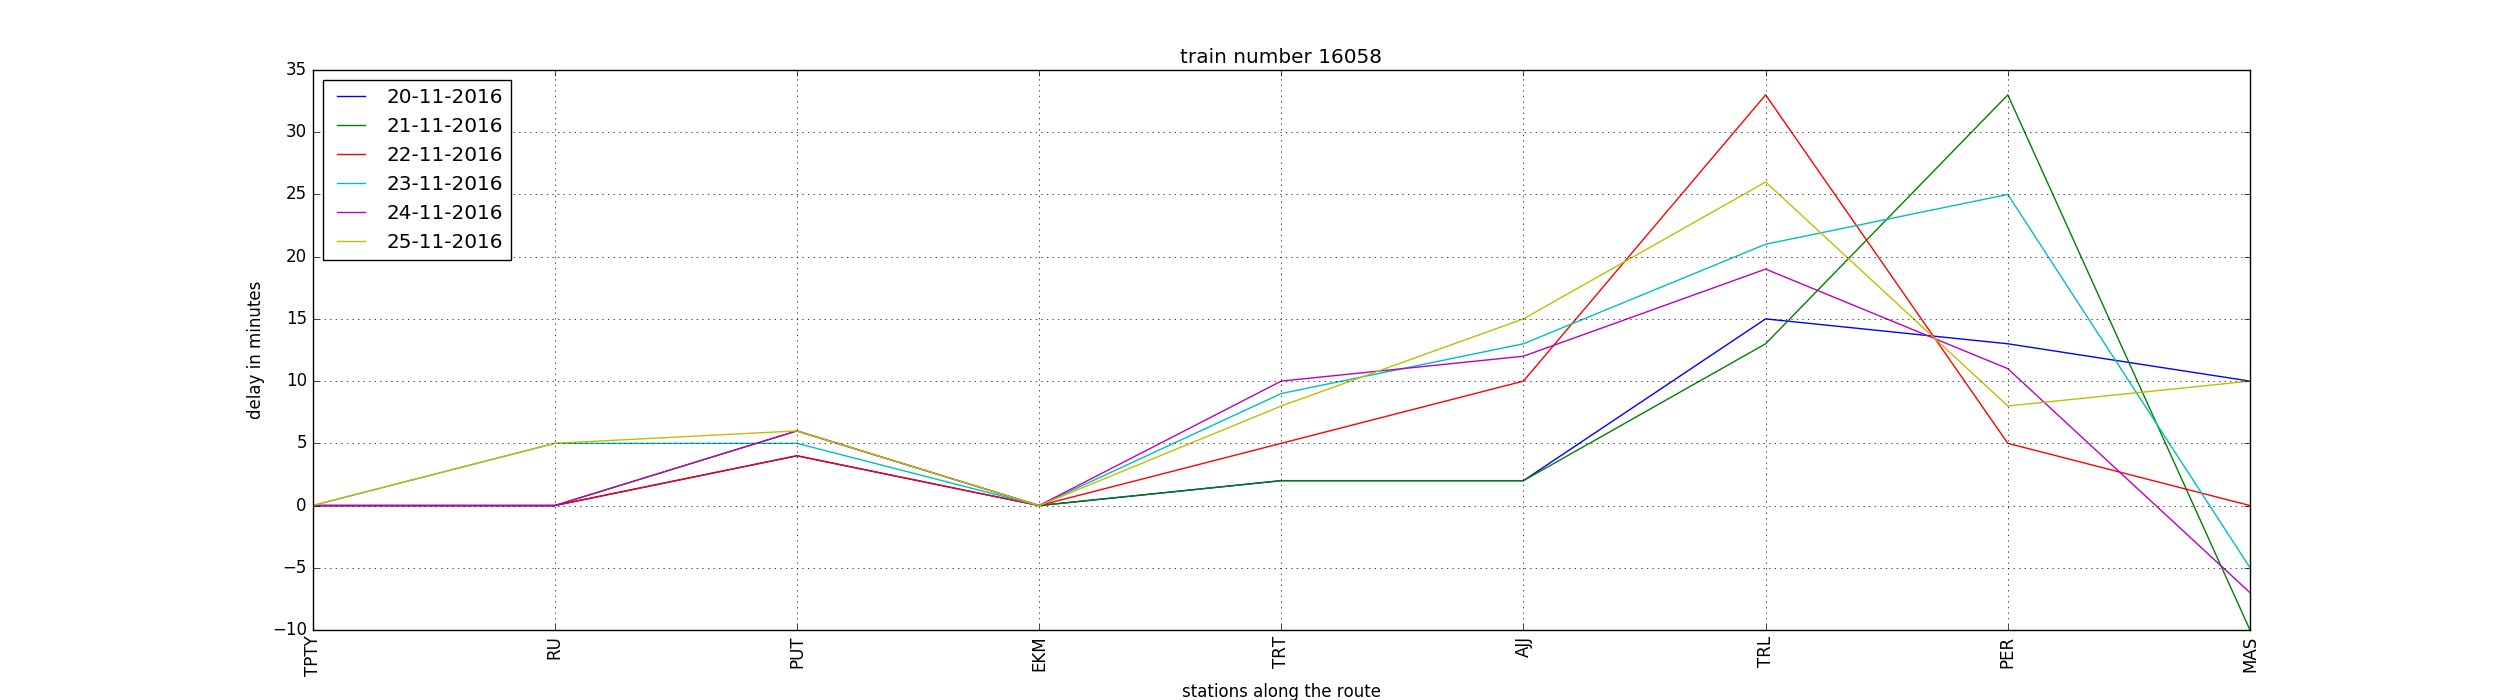 train number 16058
35
30
25
20
15
10
5
0
−5
−10
delay in minutes
20-11-2016
21-11-2016
22-11-2016
23-11-2016
24-11-2016
25-11-2016
TPTY
RU
PUT
EKM
TRT
AJJ
TRL
PER
MAS
stations along the route